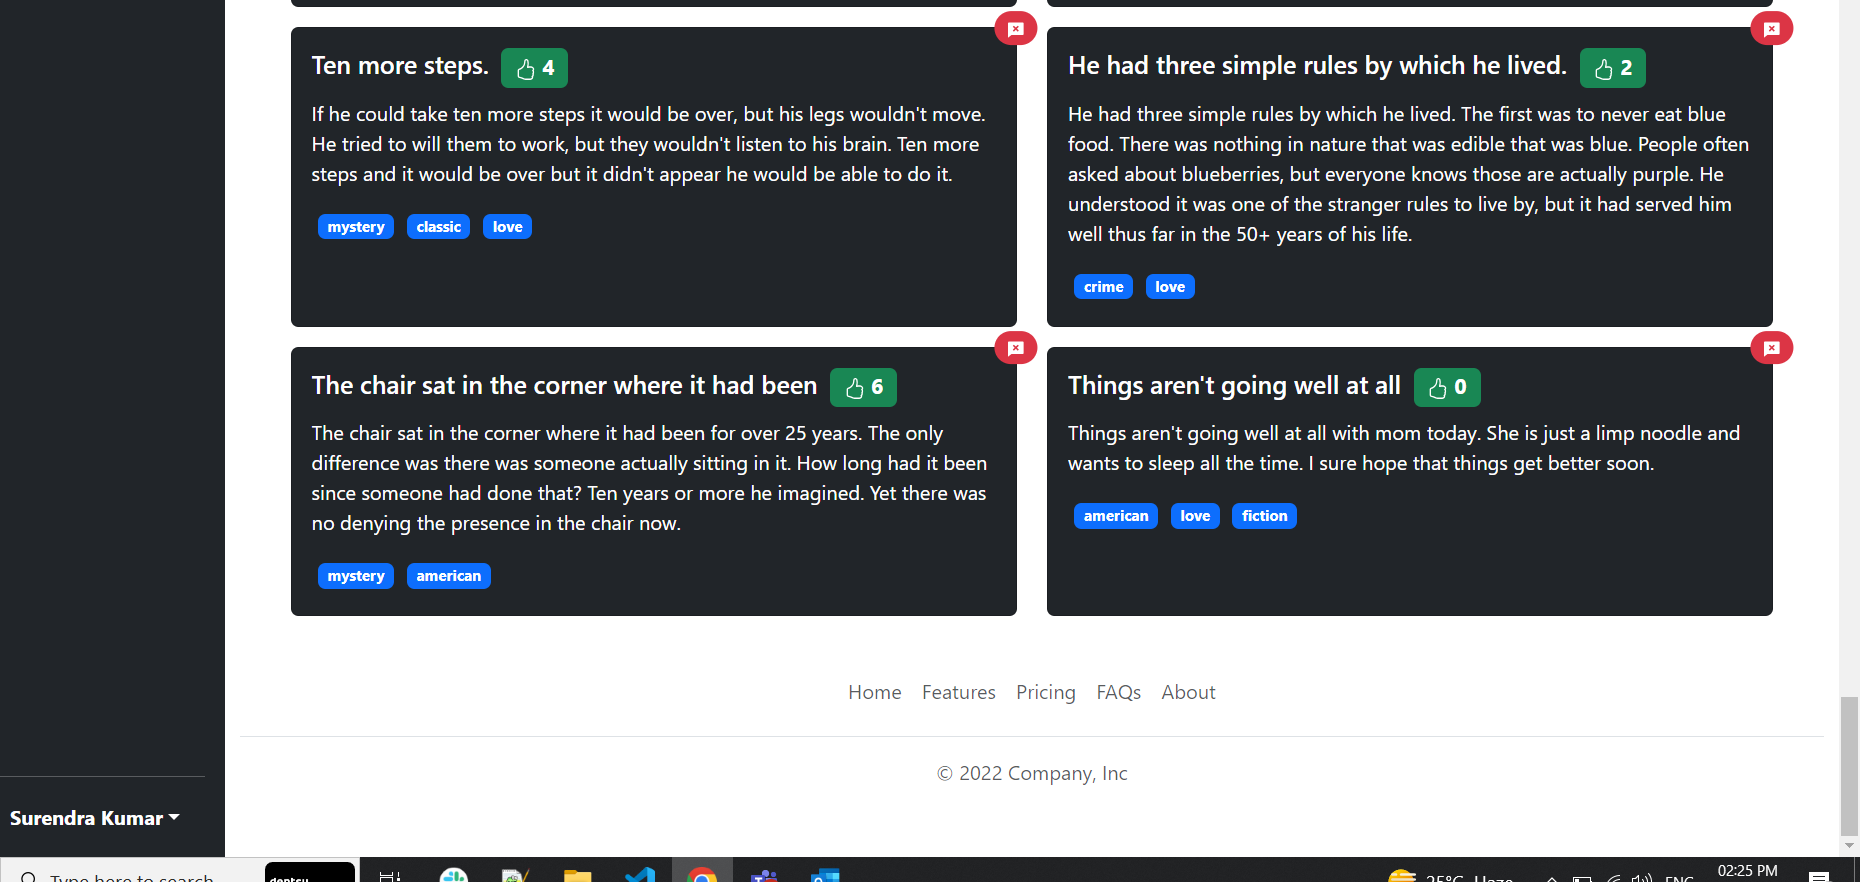 Ten more steps. 4
If he could take ten more steps it would be over, but his legs wouldn't move.
He tried to will them to work, but they wouldn't listen to his brain. Ten more
steps and it would be over but it didn't appear he would be able to do it.
mystery classic love
He had three simple rules by which he lived. 2
He had three simple rules by which he lived. The first was to never eat blue
food. There was nothing in nature that was edible that was blue. People often
asked about blueberries, but everyone knows those are actually purple. He
understood it was one of the stranger rules to live by, but it had served him
well thus far in the 50+ years of his life.
crime love
The chair sat in the corner where it had been 6
The chair sat in the corner where it had been for over 25 years. The only
difference was there was someone actually sitting in it. How long had it been
since someone had done that? Ten years or more he imagined. Yet there was
no denying the presence in the chair now.
mystery american
Things aren't going well at all 0
Things aren't going well at all with mom today. She is just a limp noodle and
wants to sleep all the time. I sure hope that things get better soon.
american love fiction
Home Features Pricing FAQs About
© 2022 Company, Inc
Surendra Kumar
Type here to search
dentsu
25°C Haze
ENG
02:25 PM